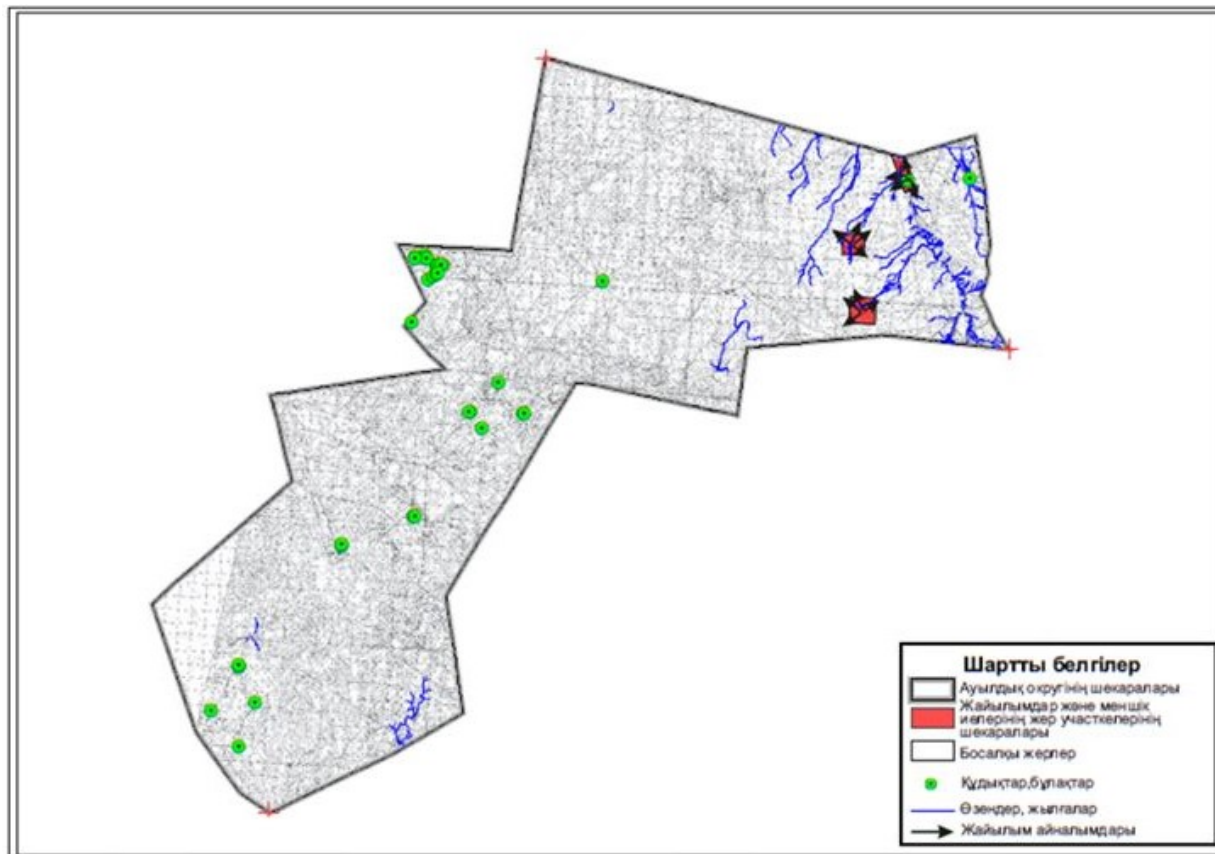 Шартты белгілер
Ауылдық округінің шекаралары
Жайылымдар және меншік
иелерінің жер участкелерінің
шекаралары
Босалқы жерлер
Құдықтар,бұлақтар
Өзендер, жылғалар
Жайылым айналымдары